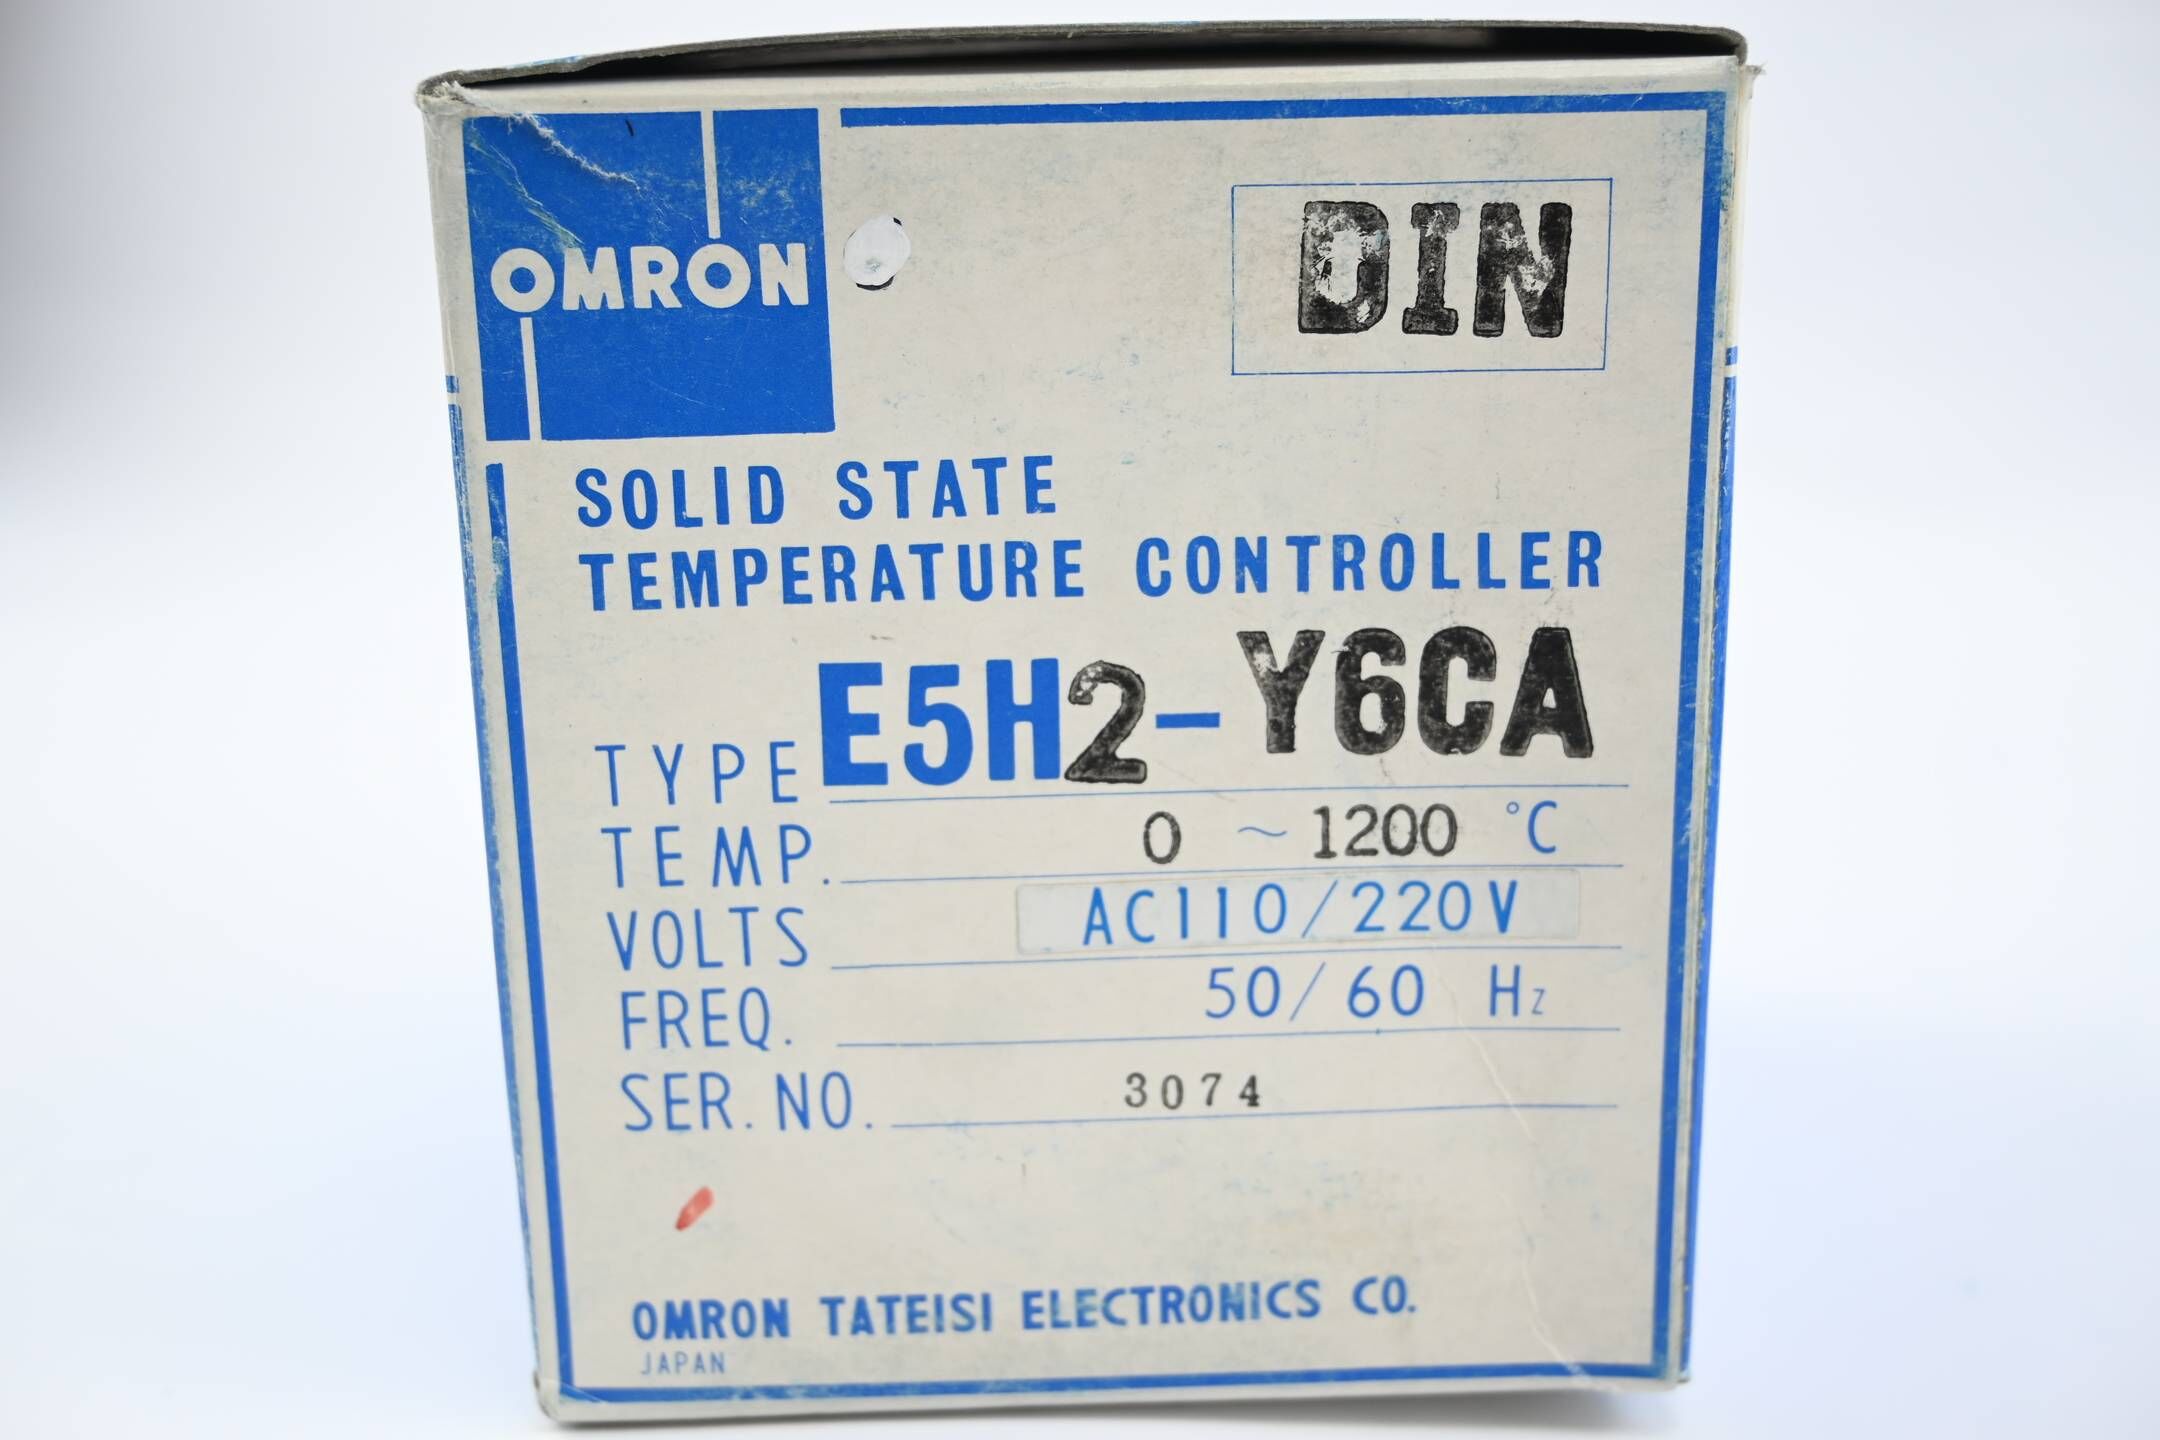 OMRON
DIN
SOLID STATE
TEMPERATURE CONTROLLER
TYPE E5H2-Y6CA
TEMP. 0 ~ 1200 °C
VOLTS AC110/220V
FREQ. 50/60 Hz
SER. NO. 3074
OMRON TATEISI ELECTRONICS CO.
JAPAN